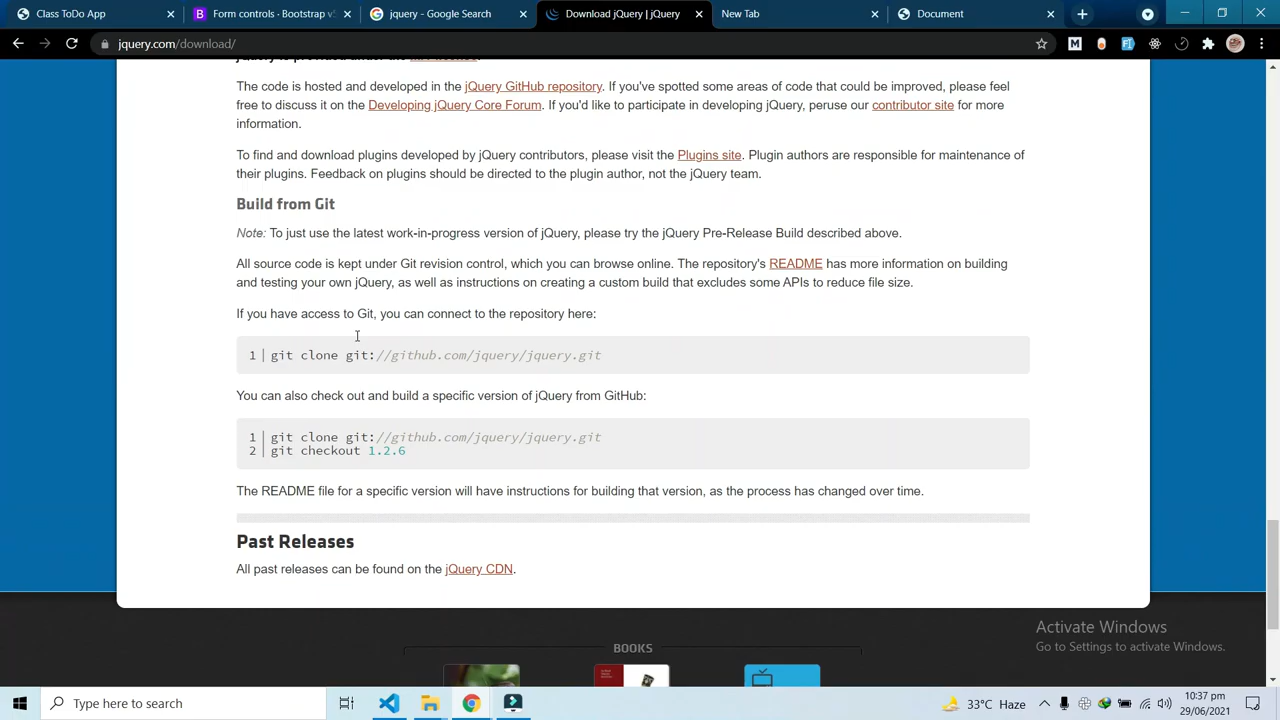 Class ToDo App
Form controls · Bootstrap v5
jquery - Google Search
Download jQuery | jQuery
New Tab
Document
jquery.com/download/
The code is hosted and developed in the jQuery GitHub repository. If you've spotted some areas of code that could be improved, please feel
free to discuss it on the Developing jQuery Core Forum. If you'd like to participate in developing jQuery, peruse our contributor site for more
information.
To find and download plugins developed by jQuery contributors, please visit the Plugins site. Plugin authors are responsible for maintenance of
their plugins. Feedback on plugins should be directed to the plugin author, not the jQuery team.
Build from Git
Note: To just use the latest work-in-progress version of jQuery, please try the jQuery Pre-Release Build described above.
All source code is kept under Git revision control, which you can browse online. The repository's README has more information on building
and testing your own jQuery, as well as instructions on creating a custom build that excludes some APIs to reduce file size.
If you have access to Git, you can connect to the repository here:
1 git clone git://github.com/jquery/jquery.git
You can also check out and build a specific version of jQuery from GitHub:
1 git clone git://github.com/jquery/jquery.git
2 git checkout 1.2.6
The README file for a specific version will have instructions for building that version, as the process has changed over time.
Past Releases
All past releases can be found on the jQuery CDN.
BOOKS
Activate Windows
Go to Settings to activate Windows.
Type here to search
33°C Haze
10:37 pm
29/06/2021